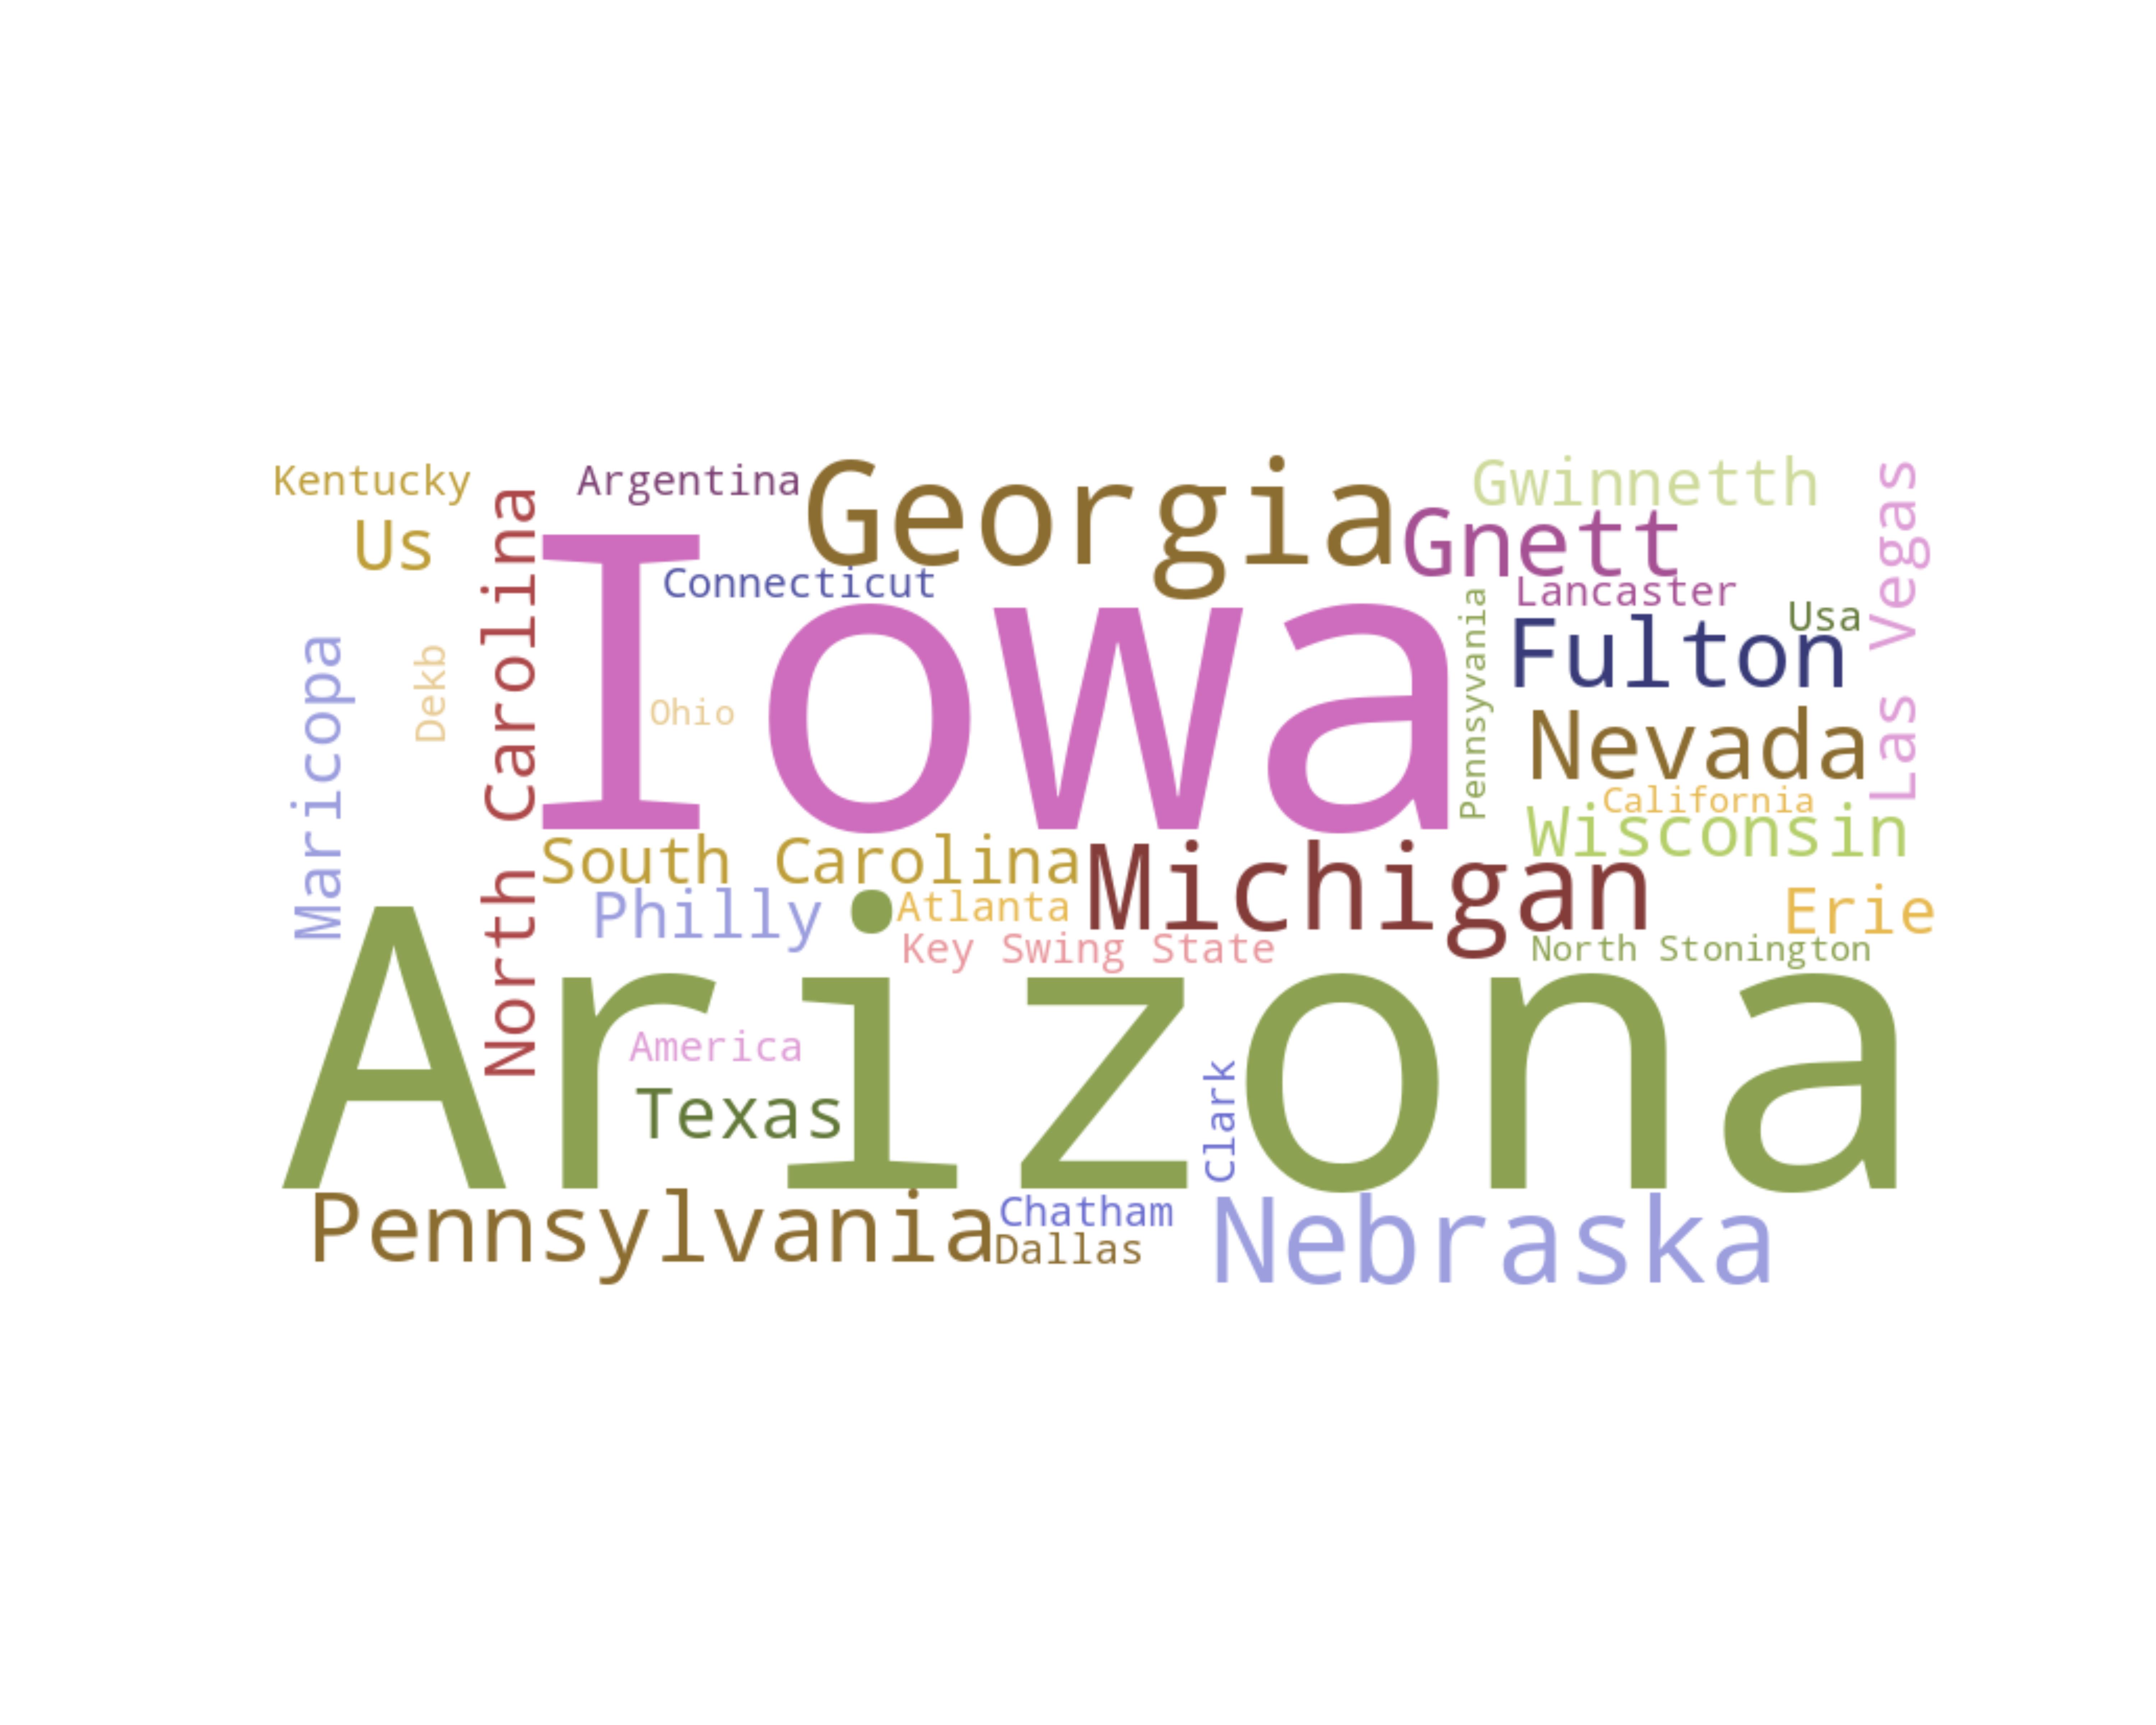 Kentucky
Argentina
Georgia
Gwinnetth
Las Vegas
Us
North Carolina
Gnett
Connecticut
Lancaster
Usa
Iowa
Pennsyvania
Fulton
Maricopa
Dekb
Ohio
Nevada
California
Wisconsin
South Carolina
Michigan
Philly
Atlanta
Erie
Key Swing State
North Stonington
Arizona
America
Texas
Clark
Pennsylvania
Chatham
Dallas
Nebraska